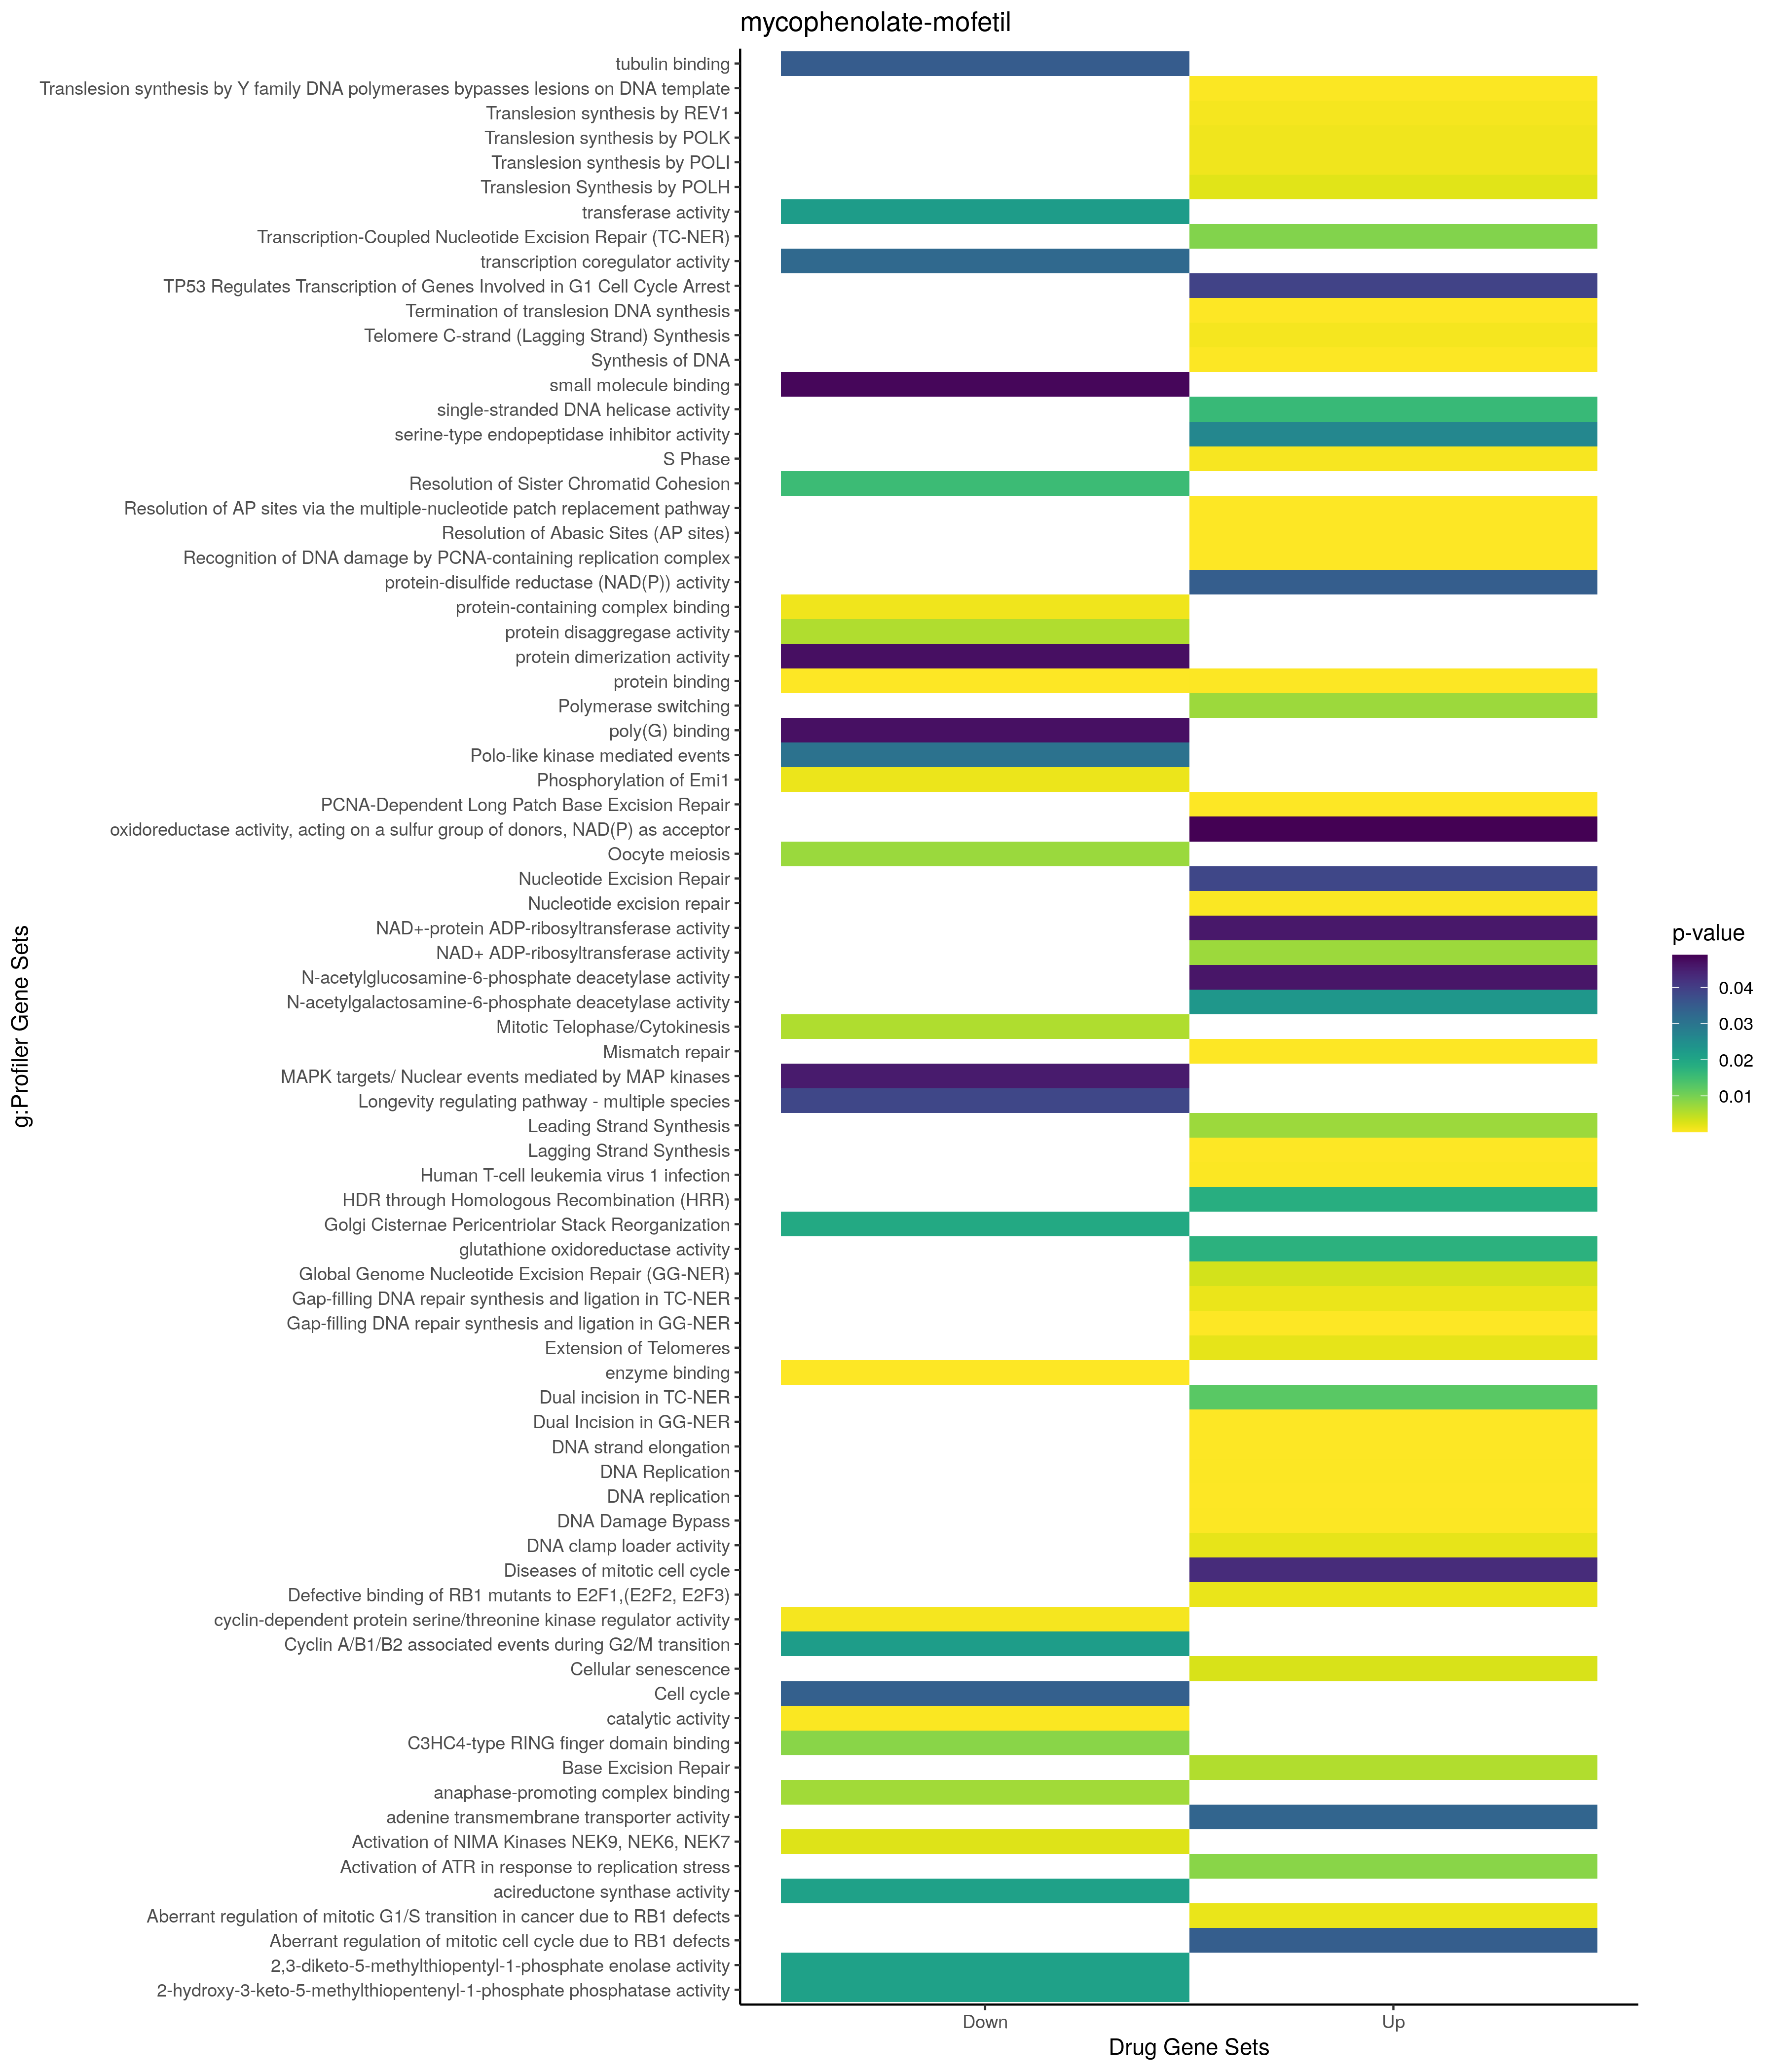 mycophenolate-mofetil
tubulin binding
Translesion synthesis by Y family DNA polymerases bypasses lesions on DNA template
Translesion synthesis by REV1
Translesion synthesis by POLK
Translesion synthesis by POLI
Translesion Synthesis by POLH
transferase activity
Transcription-Coupled Nucleotide Excision Repair (TC-NER)
transcription coregulator activity
TP53 Regulates Transcription of Genes Involved in G1 Cell Cycle Arrest
Termination of translesion DNA synthesis
Telomere C-strand (Lagging Strand) Synthesis
Synthesis of DNA
small molecule binding
single-stranded DNA helicase activity
serine-type endopeptidase inhibitor activity
S Phase
Resolution of Sister Chromatid Cohesion
Resolution of AP sites via the multiple-nucleotide patch replacement pathway
Resolution of Abasic Sites (AP sites)
Recognition of DNA damage by PCNA-containing replication complex
protein-disulfide reductase (NAD(P)) activity
protein-containing complex binding
protein disaggregase activity
protein dimerization activity
protein binding
Polymerase switching
poly(G) binding
Polo-like kinase mediated events
Phosphorylation of Emi1
PCNA-Dependent Long Patch Base Excision Repair
oxidoreductase activity, acting on a sulfur group of donors, NAD(P) as acceptor
Oocyte meiosis
Nucleotide Excision Repair
Nucleotide excision repair
NAD+-protein ADP-ribosyltransferase activity
NAD+ ADP-ribosyltransferase activity
N-acetylglucosamine-6-phosphate deacetylase activity
N-acetylgalactosamine-6-phosphate deacetylase activity
Mitotic Telophase/Cytokinesis
Mismatch repair
MAPK targets/ Nuclear events mediated by MAP kinases
Longevity regulating pathway - multiple species
Leading Strand Synthesis
Lagging Strand Synthesis
Human T-cell leukemia virus 1 infection
HDR through Homologous Recombination (HRR)
Golgi Cisternae Pericentriolar Stack Reorganization
glutathione oxidoreductase activity
Global Genome Nucleotide Excision Repair (GG-NER)
Gap-filling DNA repair synthesis and ligation in TC-NER
Gap-filling DNA repair synthesis and ligation in GG-NER
Extension of Telomeres
enzyme binding
Dual incision in TC-NER
Dual Incision in GG-NER
DNA strand elongation
DNA Replication
DNA replication
DNA Damage Bypass
DNA clamp loader activity
Diseases of mitotic cell cycle
Defective binding of RB1 mutants to E2F1,(E2F2, E2F3)
cyclin-dependent protein serine/threonine kinase regulator activity
Cyclin A/B1/B2 associated events during G2/M transition
Cellular senescence
Cell cycle
catalytic activity
C3HC4-type RING finger domain binding
Base Excision Repair
anaphase-promoting complex binding
adenine transmembrane transporter activity
Activation of NIMA Kinases NEK9, NEK6, NEK7
Activation of ATR in response to replication stress
acireductone synthase activity
Aberrant regulation of mitotic G1/S transition in cancer due to RB1 defects
Aberrant regulation of mitotic cell cycle due to RB1 defects
2,3-diketo-5-methylthiopentyl-1-phosphate enolase activity
2-hydroxy-3-keto-5-methylthiopentenyl-1-phosphate phosphatase activity
g:Profiler Gene Sets
Down
Up
Drug Gene Sets
p-value
0.04
0.03
0.02
0.01